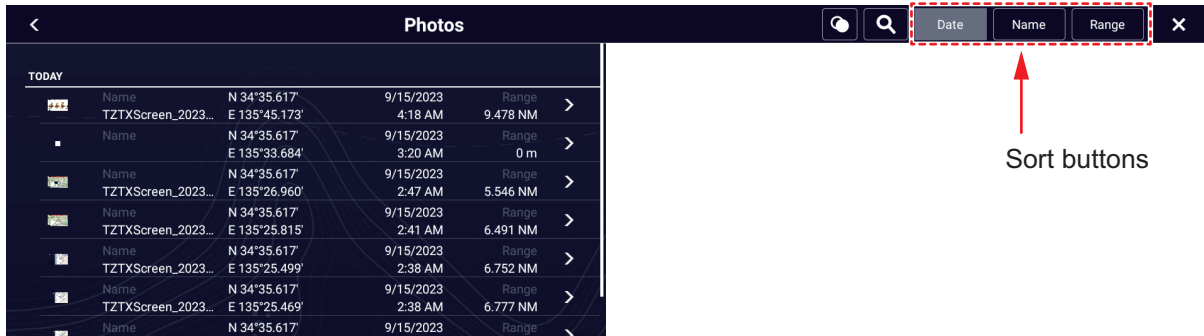 Photos
Date Name Range
TODAY
Name N 34°35.617' 9/15/2023 Range
TZTXScreen_2023... E 135°45.173' 4:18 AM 9.478 NM
Name N 34°35.617' 9/15/2023 Range
E 135°33.684' 3:20 AM 0 m
Name N 34°35.617' 9/15/2023 Range
TZTXScreen_2023... E 135°26.960' 2:47 AM 5.546 NM
Name N 34°35.617' 9/15/2023 Range
TZTXScreen_2023... E 135°25.815' 2:41 AM 6.491 NM
Name N 34°35.617' 9/15/2023 Range
TZTXScreen_2023... E 135°25.499' 2:38 AM 6.752 NM
Name N 34°35.617' 9/15/2023 Range
TZTXScreen_2023... E 135°25.469' 2:38 AM 6.777 NM
Name N 34°35.617' 9/15/2023 Range
Sort buttons